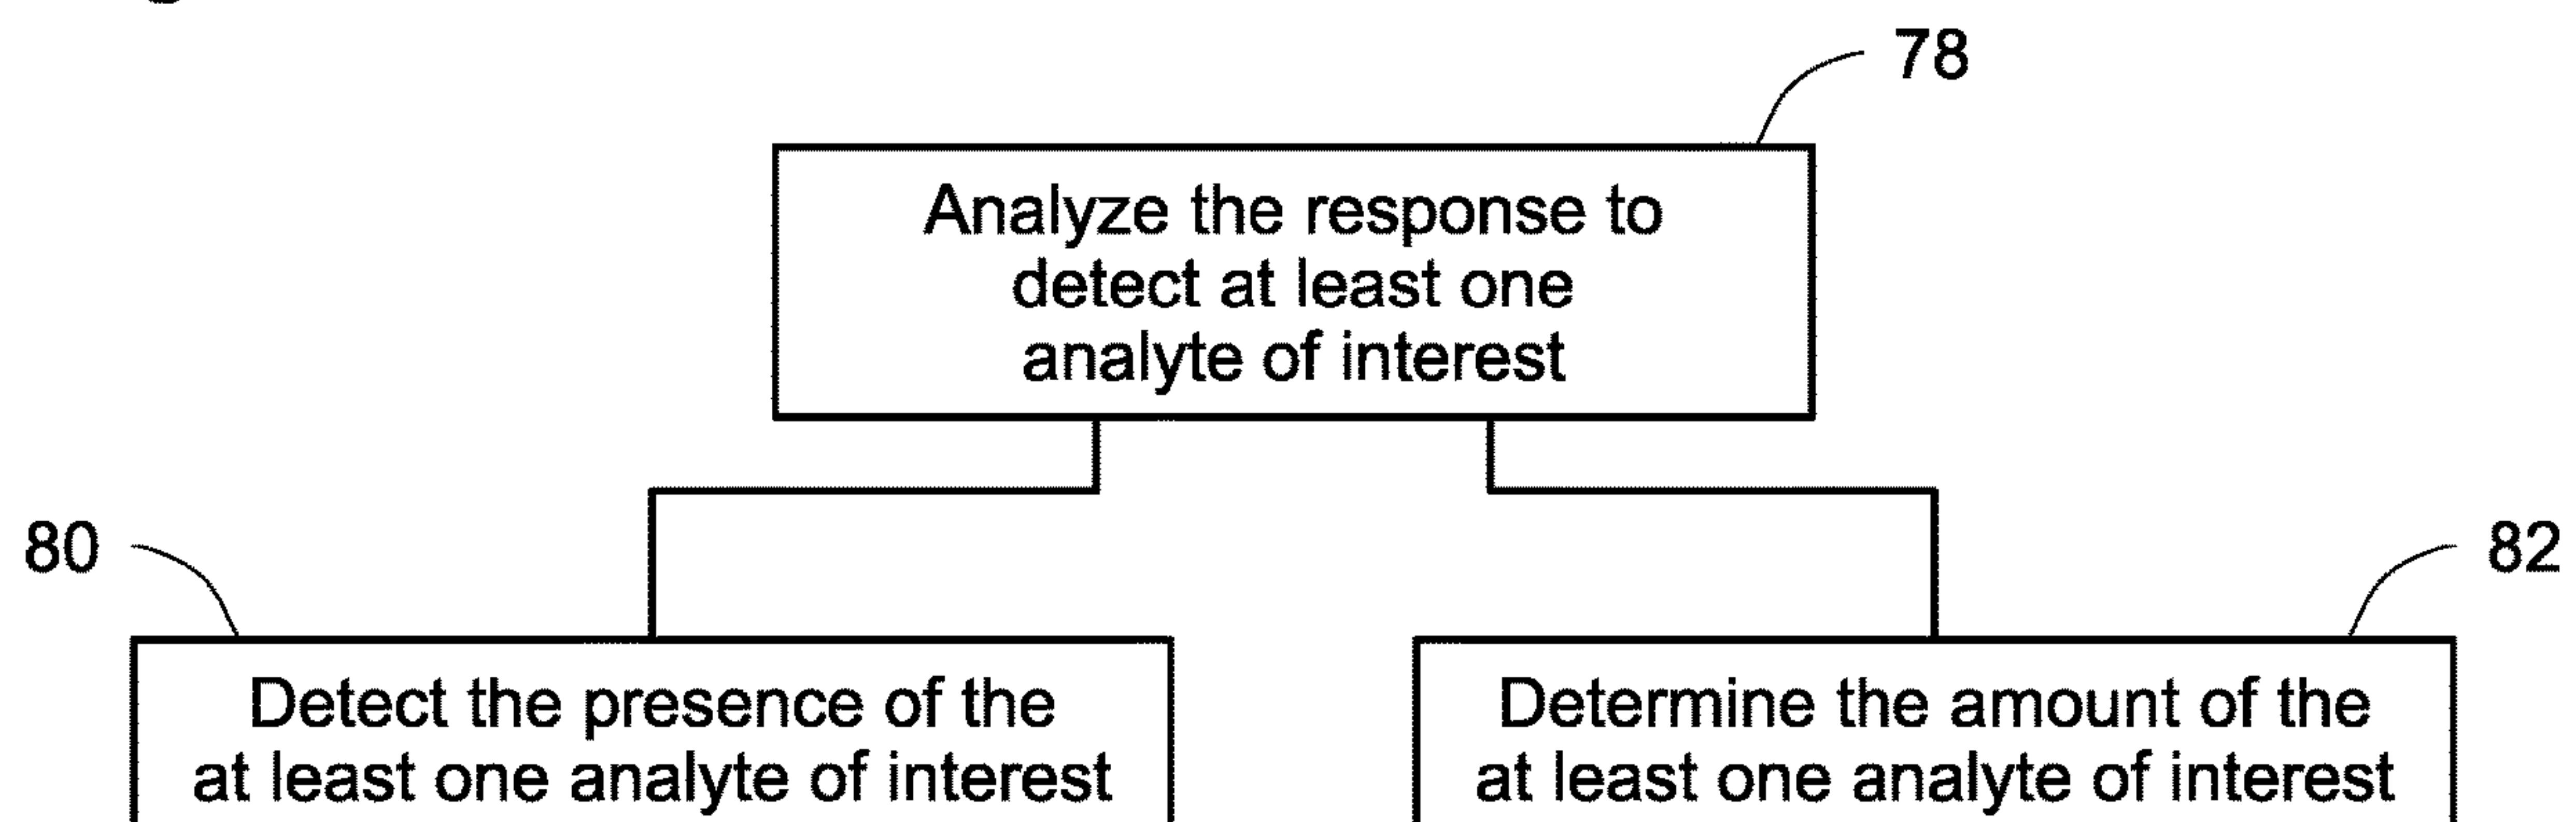 78
Analyze the response to
detect at least one
analyte of interest
80
82
Detect the presence of the
at least one analyte of interest
Determine the amount of the
at least one analyte of interest